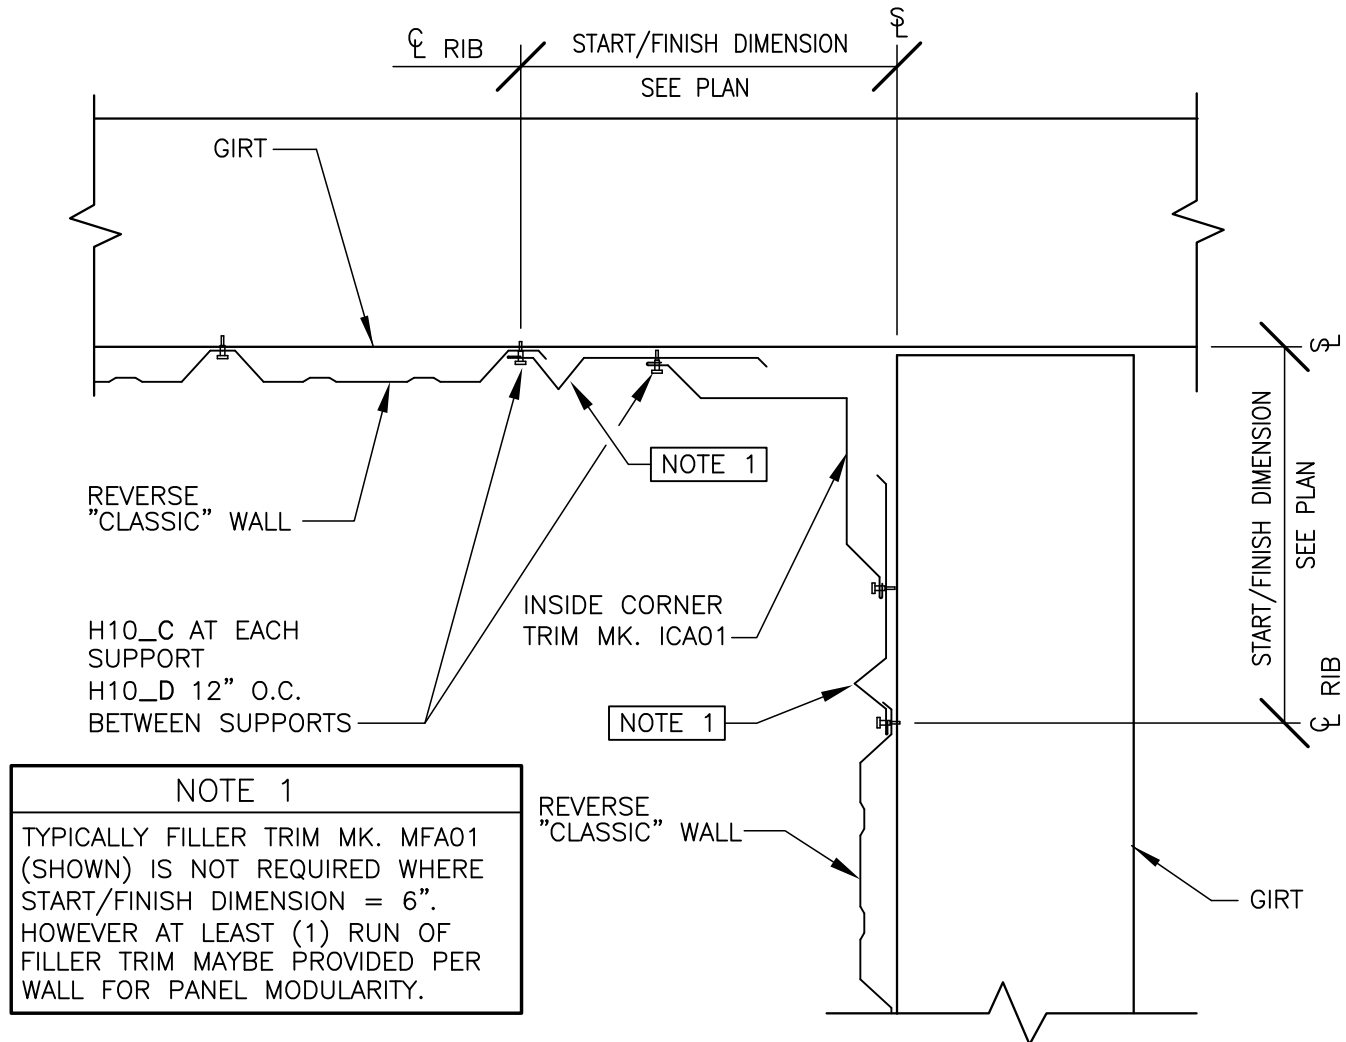 ℄ RIB
START/FINISH DIMENSION
SEE PLAN
S̵L
GIRT
S̵L
START/FINISH DIMENSION
SEE PLAN
℄ RIB
NOTE 1
REVERSE
"CLASSIC" WALL
H10_C AT EACH
SUPPORT
H10_D 12" O.C.
BETWEEN SUPPORTS
INSIDE CORNER
TRIM MK. ICA01
NOTE 1
REVERSE
"CLASSIC" WALL
GIRT
NOTE 1
TYPICALLY FILLER TRIM MK. MFA01
(SHOWN) IS NOT REQUIRED WHERE
START/FINISH DIMENSION = 6".
HOWEVER AT LEAST (1) RUN OF
FILLER TRIM MAYBE PROVIDED PER
WALL FOR PANEL MODULARITY.